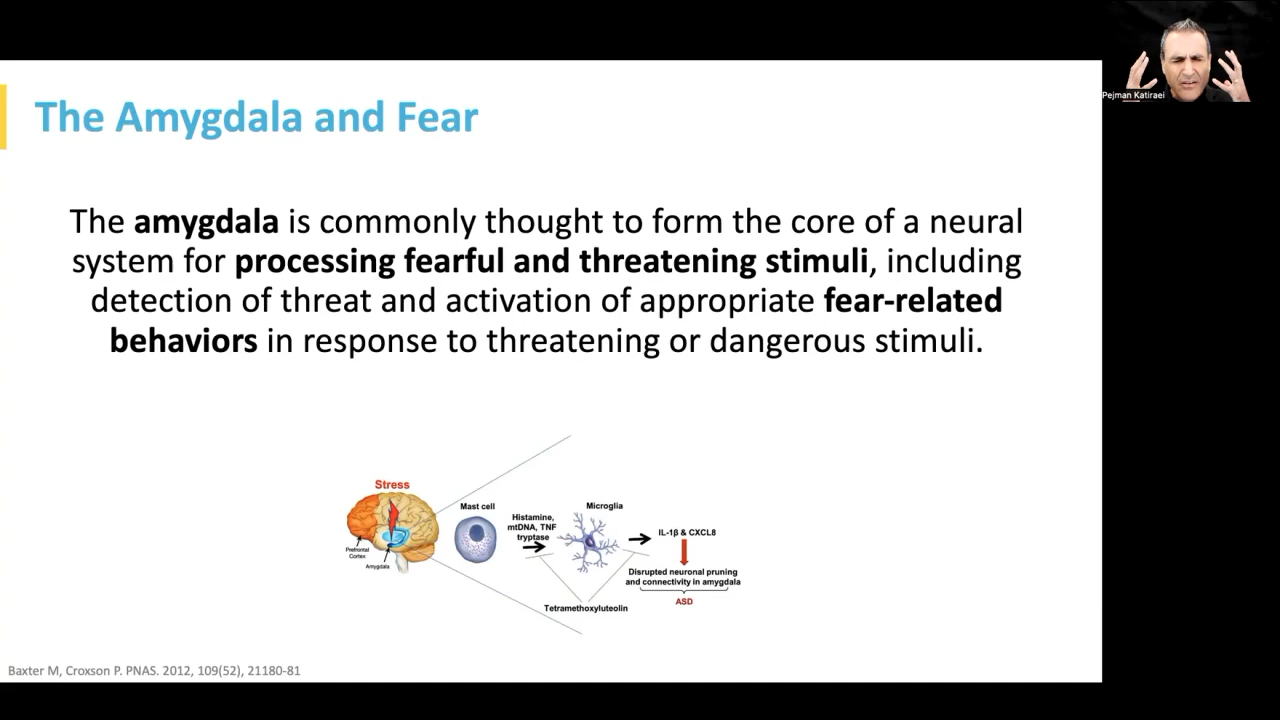 Pejman Katiraei
The Amygdala and Fear
The amygdala is commonly thought to form the core of a neural
system for processing fearful and threatening stimuli, including
detection of threat and activation of appropriate fear-related
behaviors in response to threatening or dangerous stimuli.
Stress
Prefrontal
Cortex
Amygdala
Mast cell
Histamine,
mtDNA, TNF
tryptase
Microglia
IL-1β & CXCL8
Disrupted neuronal pruning
and connectivity in amygdala
ASD
Tetramethoxyluteolin
Baxter M, Croxson P. PNAS. 2012, 109(52), 21180-81